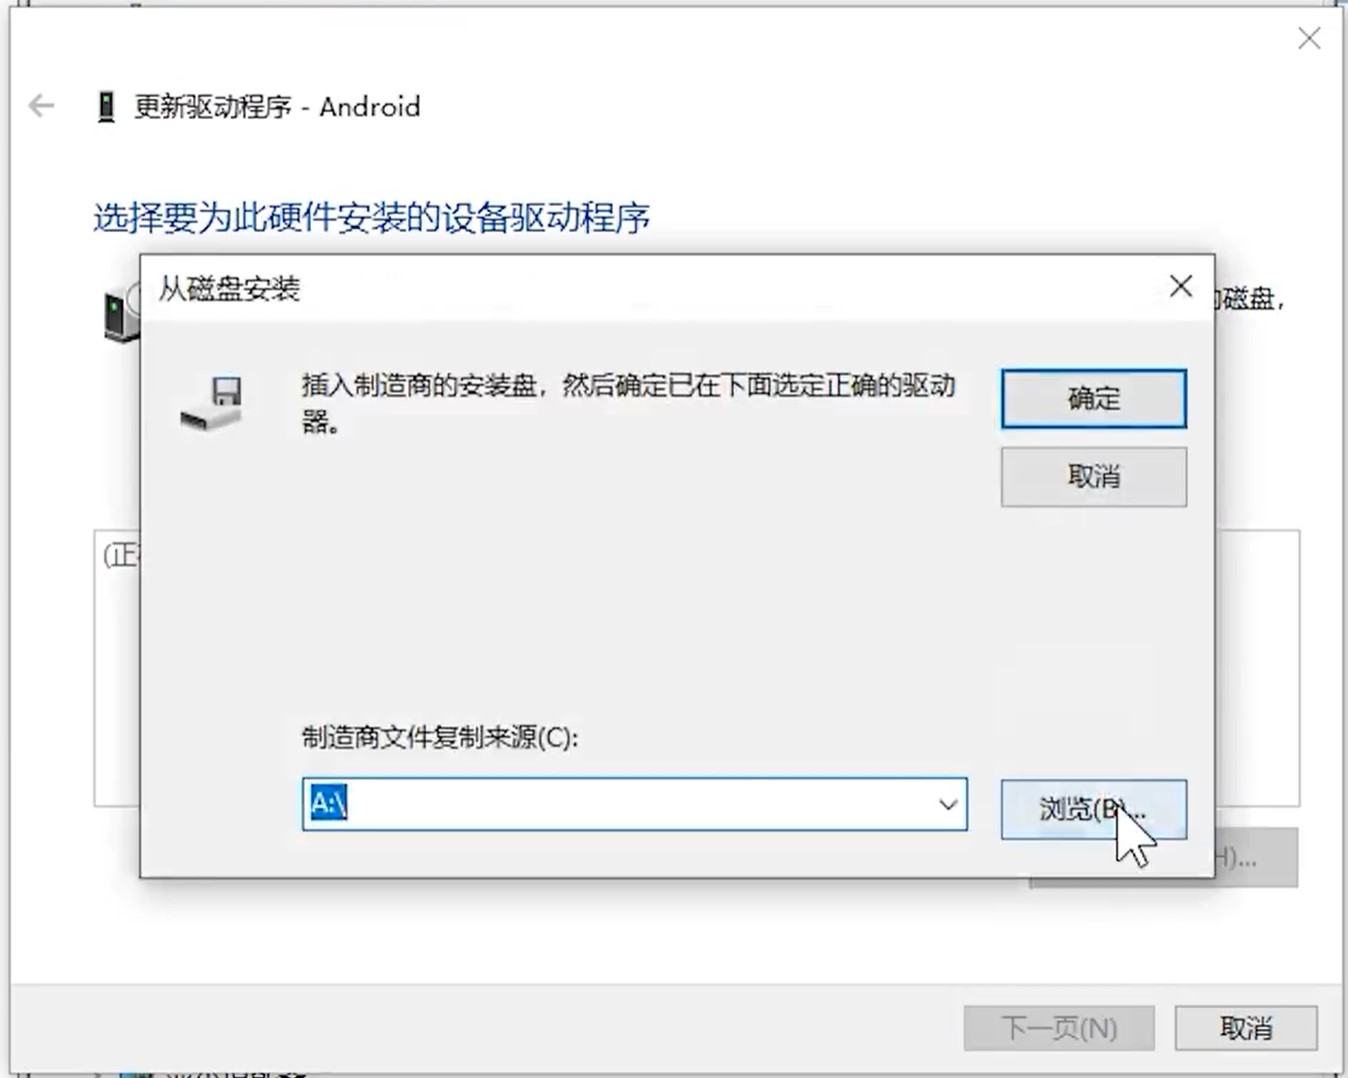 更新驱动程序 - Android
选择要为此硬件安装的设备驱动程序
从磁盘安装
磁盘，
插入制造商的安装盘，然后确定已在下面选定正确的驱动
器。
确定
取消
(正
制造商文件复制来源(C):
A:\
浏览(B)...
H)...
下一页(N)
取消